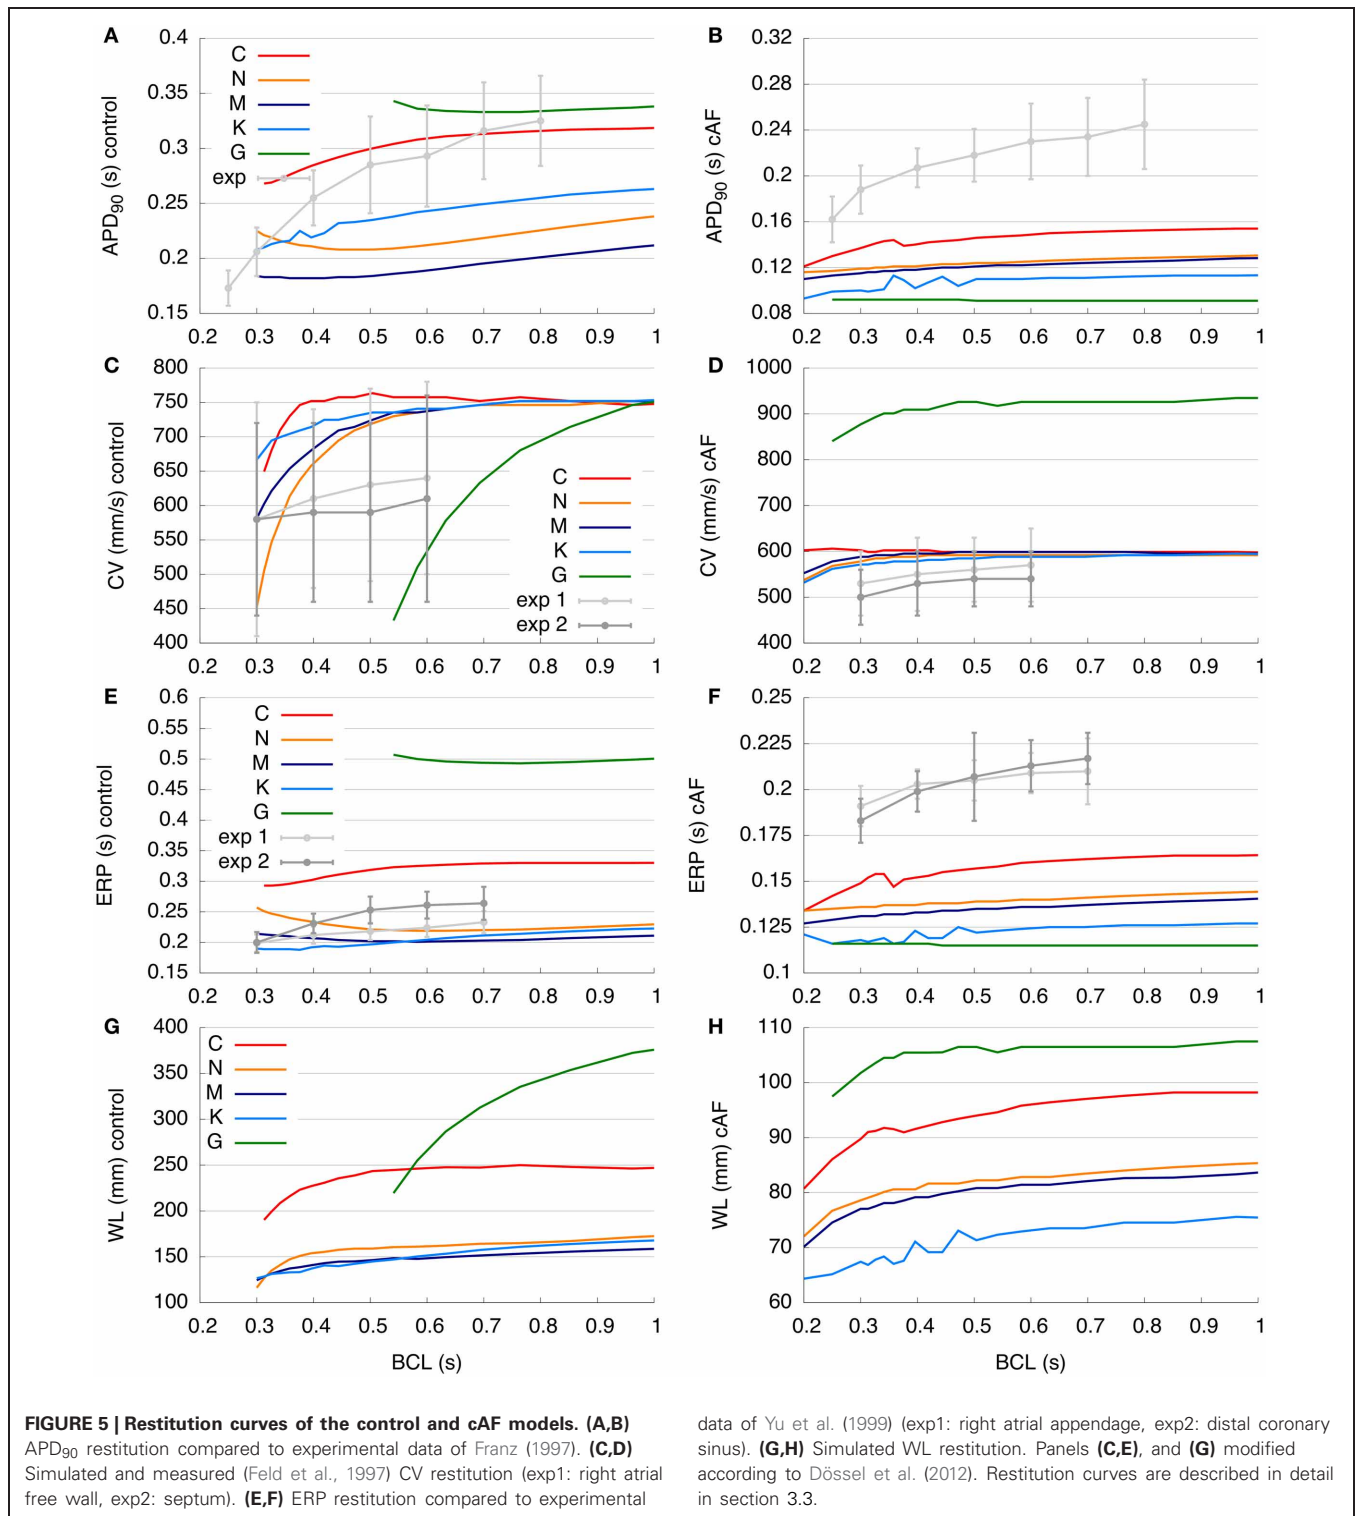 A
0.4
0.35
0.3
0.25
0.2
0.15
APD90 (s) control
C
N
M
K
G
exp
0.2 0.3 0.4 0.5 0.6 0.7 0.8 0.9 1
B
0.32
0.28
0.24
0.2
0.16
0.12
0.08
APD90 (s) cAF
0.2 0.3 0.4 0.5 0.6 0.7 0.8 0.9 1
C
800
750
700
650
600
550
500
450
400
CV (mm/s) control
C
N
M
K
G
exp 1
exp 2
0.2 0.3 0.4 0.5 0.6 0.7 0.8 0.9 1
D
1000
900
800
700
600
500
400
CV (mm/s) cAF
0.2 0.3 0.4 0.5 0.6 0.7 0.8 0.9 1
E
0.6
0.55
0.5
0.45
0.4
0.35
0.3
0.25
0.2
0.15
ERP (s) control
C
N
M
K
G
exp 1
exp 2
0.2 0.3 0.4 0.5 0.6 0.7 0.8 0.9 1
F
0.25
0.225
0.2
0.175
0.15
0.125
0.1
ERP (s) cAF
0.2 0.3 0.4 0.5 0.6 0.7 0.8 0.9 1
G
400
350
300
250
200
150
100
WL (mm) control
C
N
M
K
G
0.2 0.3 0.4 0.5 0.6 0.7 0.8 0.9 1
BCL (s)
H
110
100
90
80
70
60
WL (mm) cAF
0.2 0.3 0.4 0.5 0.6 0.7 0.8 0.9 1
BCL (s)
FIGURE 5 | Restitution curves of the control and cAF models. (A,B)
APD90 restitution compared to experimental data of Franz (1997). (C,D)
Simulated and measured (Feld et al., 1997) CV restitution (exp1: right atrial
free wall, exp2: septum). (E,F) ERP restitution compared to experimental
data of Yu et al. (1999) (exp1: right atrial appendage, exp2: distal coronary
sinus). (G,H) Simulated WL restitution. Panels (C,E), and (G) modified
according to Dössel et al. (2012). Restitution curves are described in detail
in section 3.3.